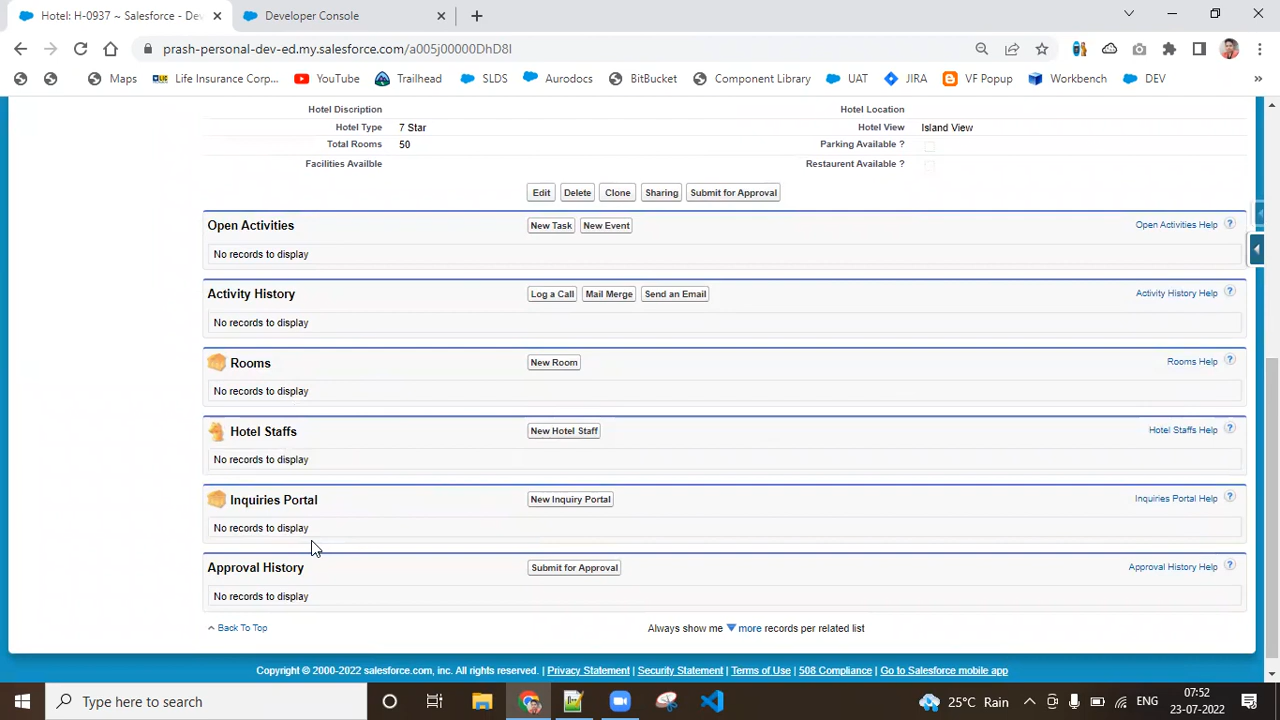 Hotel: H-0937 ~ Salesforce - Dev
Developer Console
prash-personal-dev-ed.my.salesforce.com/a005j00000DhD8I
Maps
Life Insurance Corp...
YouTube
Trailhead
SLDS
Aurodocs
BitBucket
Component Library
UAT
JIRA
VF Popup
Workbench
DEV
»
Hotel Discription
Hotel Location
Hotel Type 7 Star
Hotel View Island View
Total Rooms 50
Parking Available ?
Facilities Availble
Restaurent Available ?
Edit Delete Clone Sharing Submit for Approval
Open Activities New Task New Event Open Activities Help ?
No records to display
Activity History Log a Call Mail Merge Send an Email Activity History Help ?
No records to display
Rooms New Room Rooms Help ?
No records to display
Hotel Staffs New Hotel Staff Hotel Staffs Help ?
No records to display
Inquiries Portal New Inquiry Portal Inquiries Portal Help ?
No records to display
Approval History Submit for Approval Approval History Help ?
No records to display
Back To Top
Always show me more records per related list
Copyright © 2000-2022 salesforce.com, inc. All rights reserved. | Privacy Statement | Security Statement | Terms of Use | 508 Compliance | Go to Salesforce mobile app
Type here to search
25°C Rain
ENG
07:52
23-07-2022